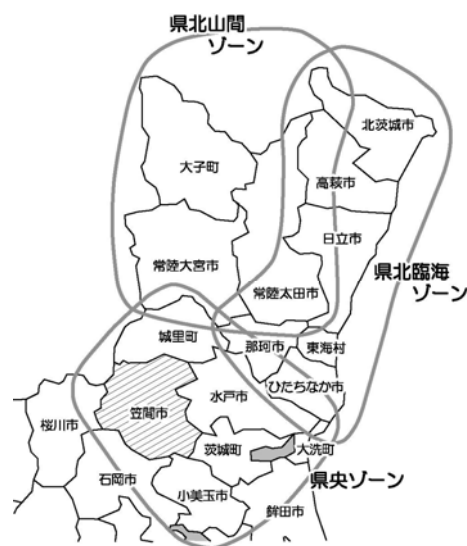 県北山間
ゾーン
北茨城市
大子町
高萩市
日立市
県北臨海
ゾーン
常陸大宮市
常陸太田市
城里町
那珂市
東海村
ひたちなか市
水戸市
笠間市
桜川市
茨城町
大洗町
県央ゾーン
石岡市
小美玉市
鉾田市